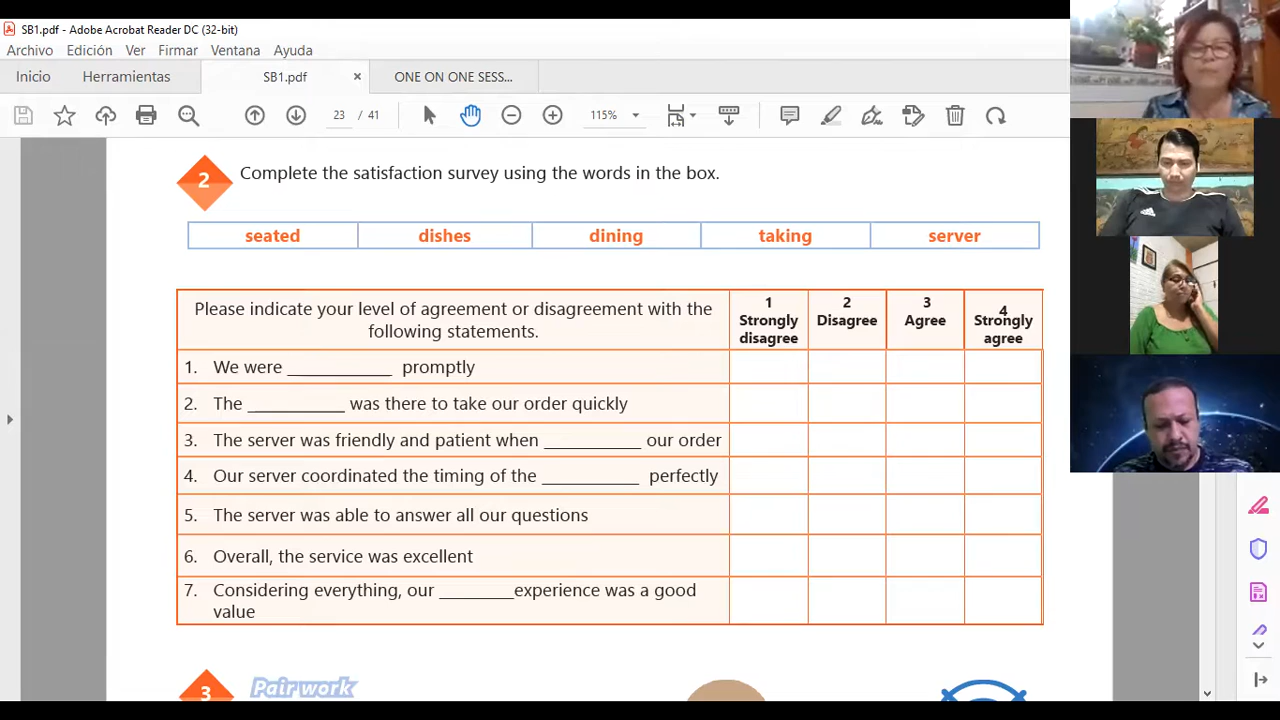 SB1.pdf - Adobe Acrobat Reader DC (32-bit)
Archivo Edición Ver Firmar Ventana Ayuda
Inicio Herramientas SB1.pdf × ONE ON ONE SESS...
23 / 41 115%
2 Complete the satisfaction survey using the words in the box.
seated dishes dining taking server
Please indicate your level of agreement or disagreement with the
following statements.
1
Strongly
disagree
2
Disagree
3
Agree
4
Strongly
agree
1. We were ___________ promptly
2. The __________ was there to take our order quickly
3. The server was friendly and patient when __________ our order
4. Our server coordinated the timing of the __________ perfectly
5. The server was able to answer all our questions
6. Overall, the service was excellent
7. Considering everything, our ________experience was a good
value
3 Pair work